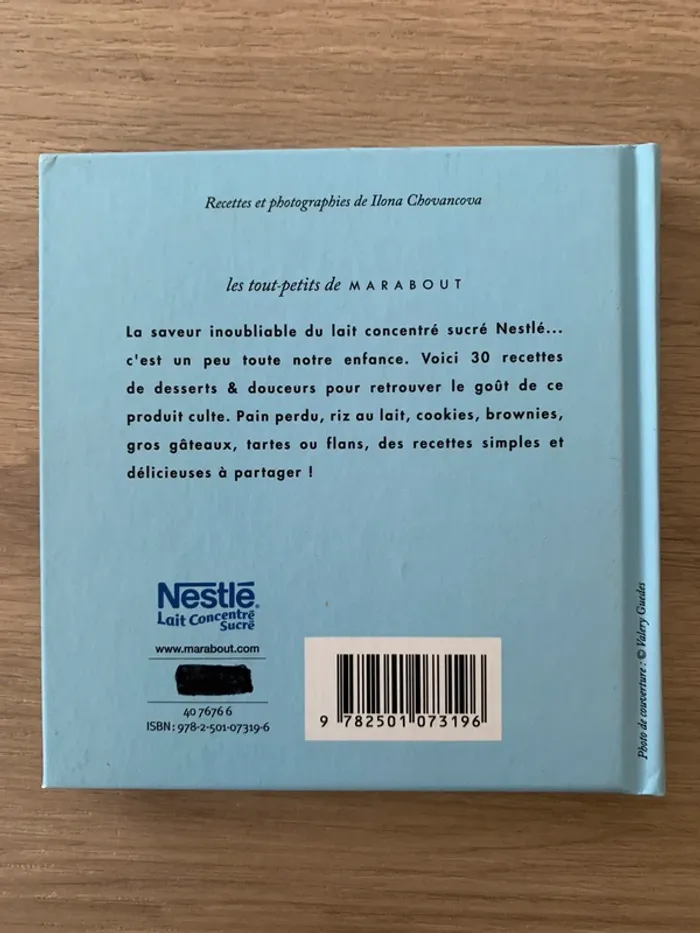 Recettes et photographies de Ilona Chovancova
les tout-petits de MARABOUT
La saveur inoubliable du lait concentré sucré Nestlé...
c'est un peu toute notre enfance. Voici 30 recettes
de desserts & douceurs pour retrouver le goût de ce
produit culte. Pain perdu, riz au lait, cookies, brownies,
gros gâteaux, tartes ou flans, des recettes simples et
délicieuses à partager !
Nestlé®
Lait Concentré
Sucré
www.marabout.com
40 7676 6
ISBN : 978-2-501-07319-6
9 782501 073196
Photo de couverture : © Valery Guedes